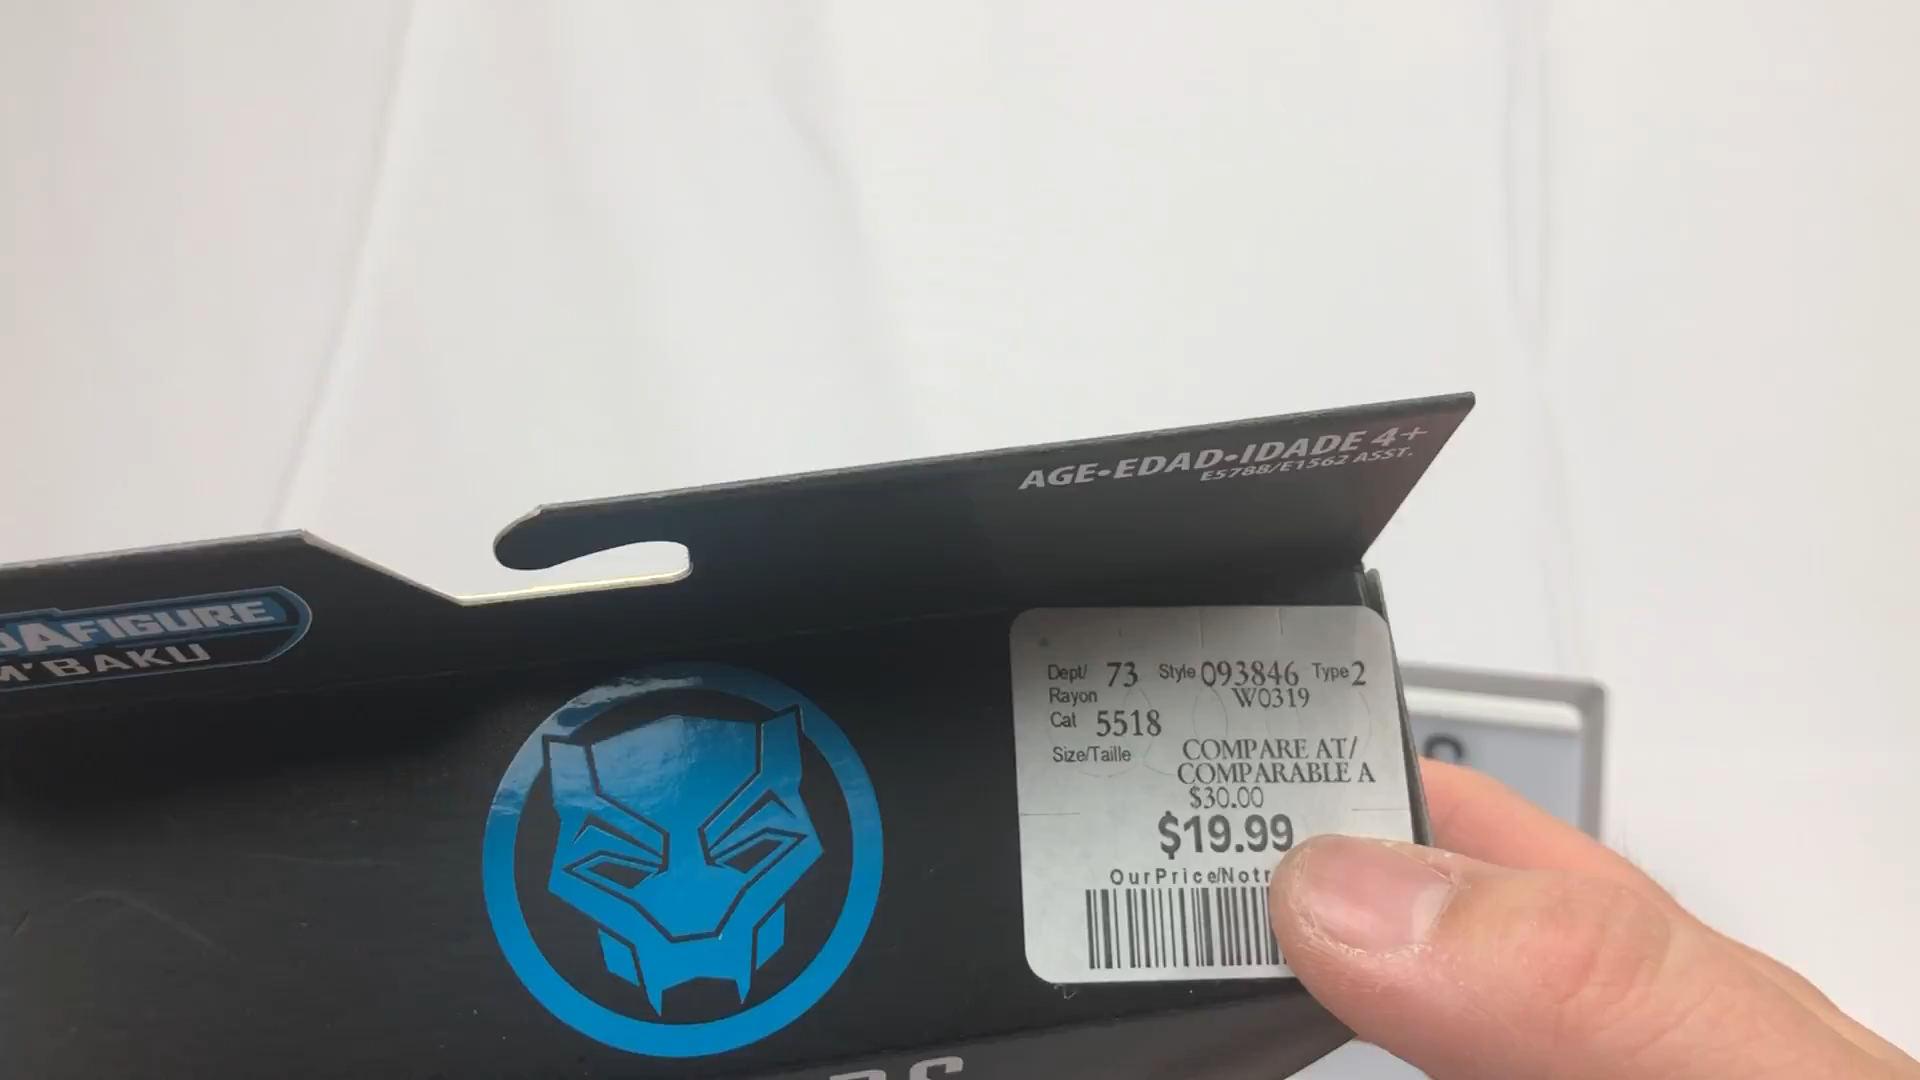 AGE•EDAD•IDADE 4+
E5788/E1562 ASST.
AFIGURE
M'BAKU
Dept/ 73 Style 093846 Type 2
Rayon W0319
Cat 5518
Size/Taille COMPARE AT/
COMPARABLE A
$30.00
$19.99
OurPrice/Notr